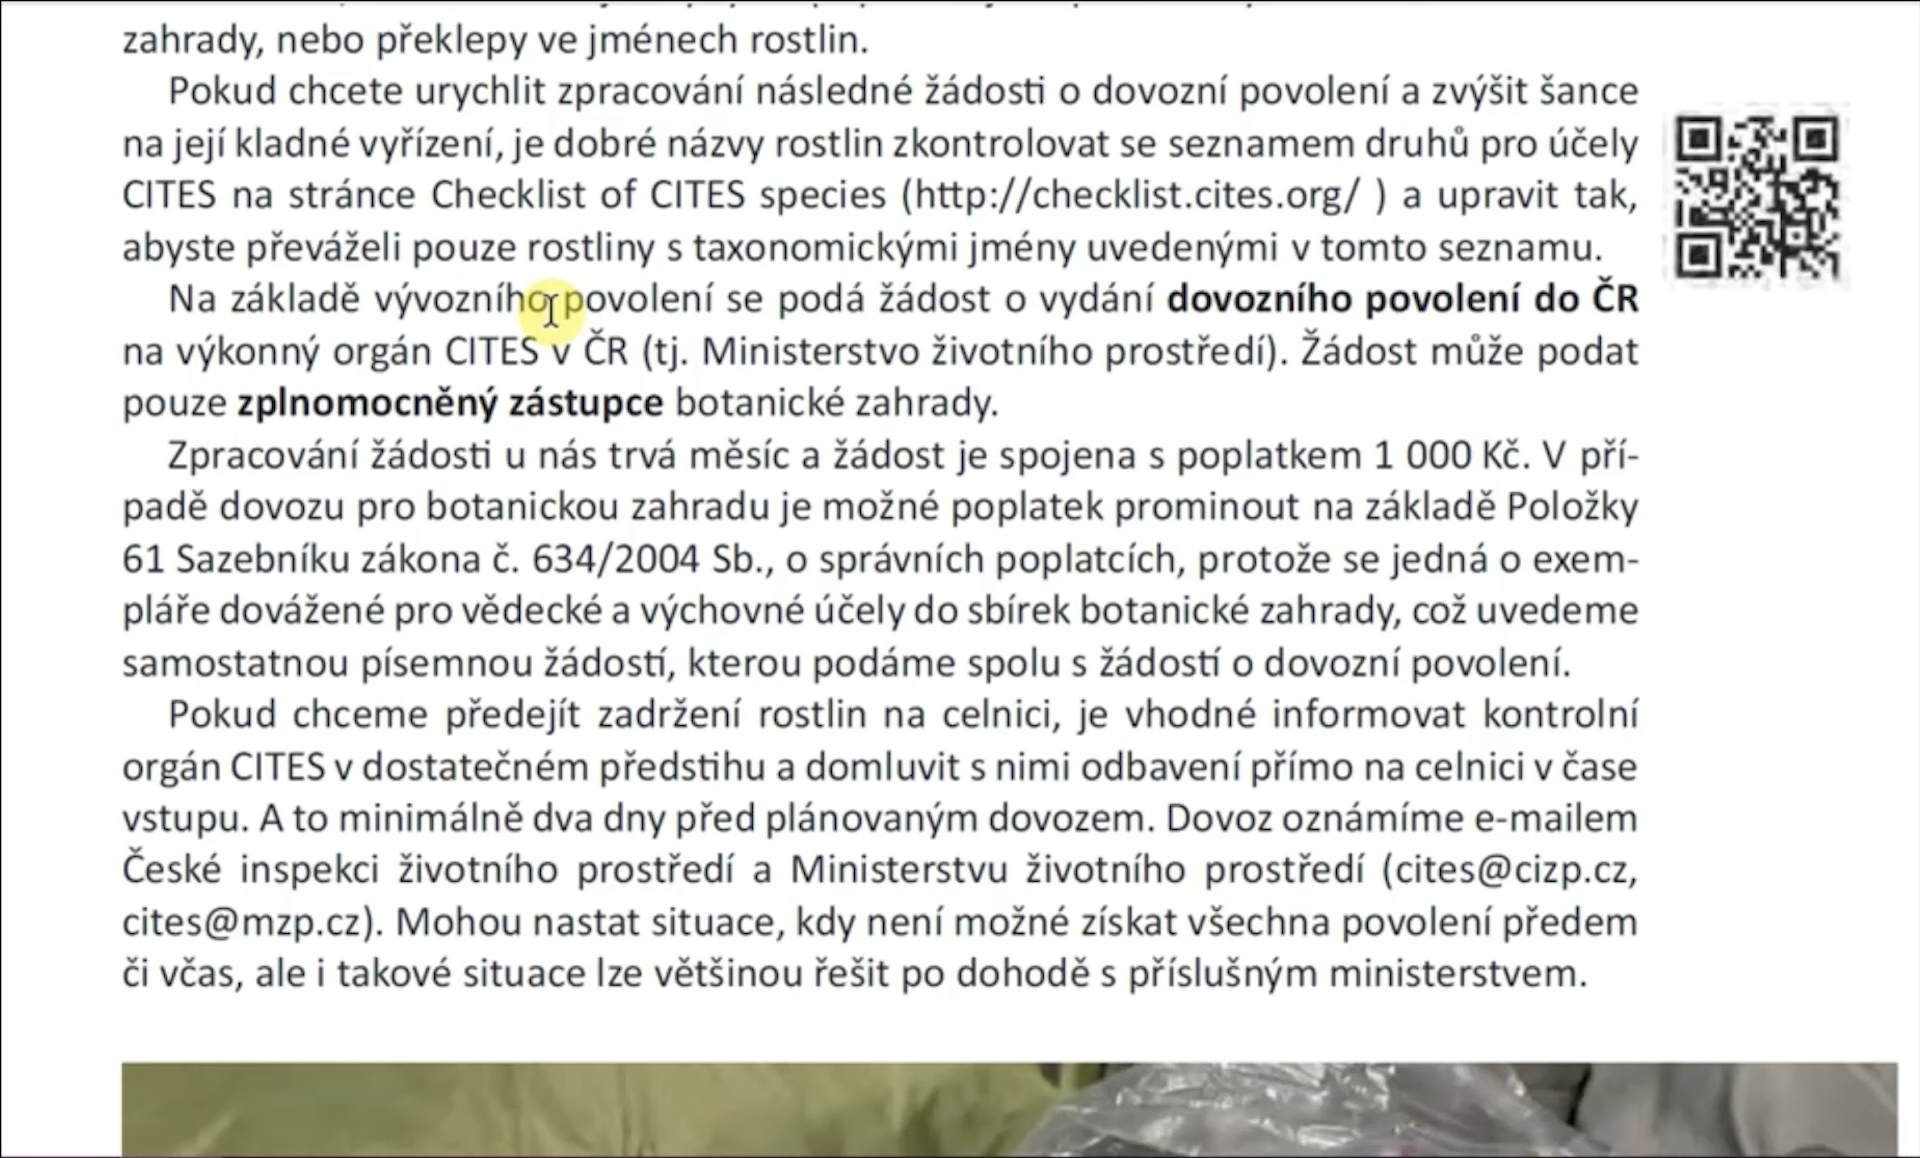 zahrady, nebo překlepy ve jménech rostlin.
Pokud chcete urychlit zpracování následné žádosti o dovozní povolení a zvýšit šance
na její kladné vyřízení, je dobré názvy rostlin zkontrolovat se seznamem druhů pro účely
CITES na stránce Checklist of CITES species (http://checklist.cites.org/ ) a upravit tak,
abyste převáželi pouze rostliny s taxonomickými jmény uvedenými v tomto seznamu.
Na základě vývozního povolení se podá žádost o vydání dovozního povolení do ČR
na výkonný orgán CITES v ČR (tj. Ministerstvo životního prostředí). Žádost může podat
pouze zplnomocněný zástupce botanické zahrady.
Zpracování žádosti u nás trvá měsíc a žádost je spojena s poplatkem 1 000 Kč. V pří-
padě dovozu pro botanickou zahradu je možné poplatek prominout na základě Položky
61 Sazebníku zákona č. 634/2004 Sb., o správních poplatcích, protože se jedná o exem-
pláře dovážené pro vědecké a výchovné účely do sbírek botanické zahrady, což uvedeme
samostatnou písemnou žádostí, kterou podáme spolu s žádostí o dovozní povolení.
Pokud chceme předejít zadržení rostlin na celnici, je vhodné informovat kontrolní
orgán CITES v dostatečném předstihu a domluvit s nimi odbavení přímo na celnici v čase
vstupu. A to minimálně dva dny před plánovaným dovozem. Dovoz oznámíme e-mailem
České inspekci životního prostředí a Ministerstvu životního prostředí (cites@cizp.cz,
cites@mzp.cz). Mohou nastat situace, kdy není možné získat všechna povolení předem
či včas, ale i takové situace lze většinou řešit po dohodě s příslušným ministerstvem.